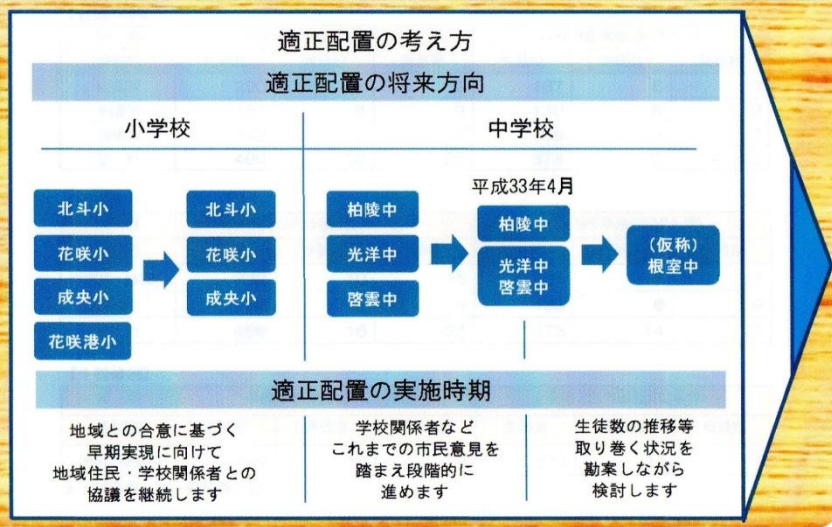 適正配置の考え方
適正配置の将来方向
小学校
中学校
北斗小
花咲小
成央小
花咲港小
北斗小
花咲小
成央小
柏陵中
光洋中
啓雲中
平成33年4月
柏陵中
光洋中
啓雲中
(仮称)
根室中
適正配置の実施時期
地域との合意に基づく
早期実現に向けて
地域住民・学校関係者との
協議を継続します
学校関係者など
これまでの市民意見を
踏まえ段階的に
進めます
生徒数の推移等
取り巻く状況を
勘案しながら
検討します